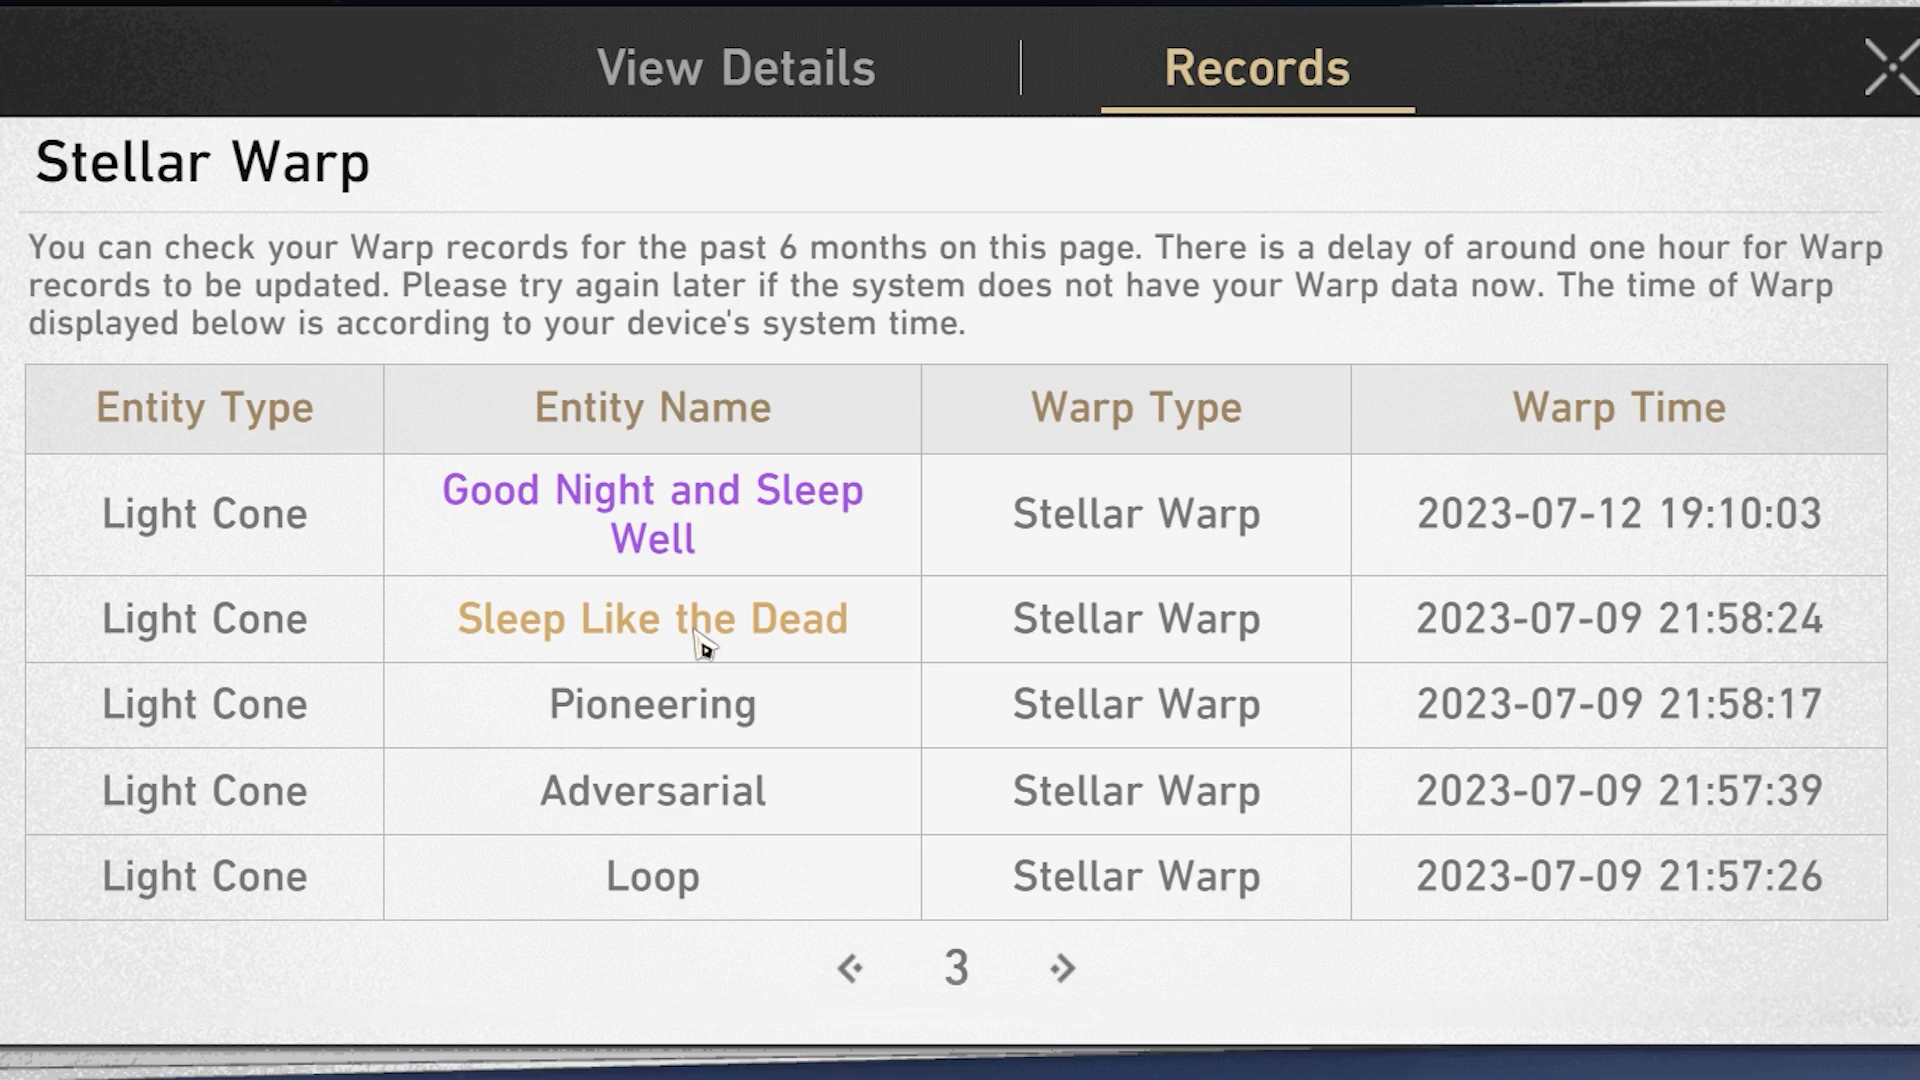 View Details
Records
Stellar Warp
You can check your Warp records for the past 6 months on this page. There is a delay of around one hour for Warp
records to be updated. Please try again later if the system does not have your Warp data now. The time of Warp
displayed below is according to your device's system time.
Entity Type Entity Name Warp Type Warp Time
Light Cone Good Night and Sleep Well Stellar Warp 2023-07-12 19:10:03
Light Cone Sleep Like the Dead Stellar Warp 2023-07-09 21:58:24
Light Cone Pioneering Stellar Warp 2023-07-09 21:58:17
Light Cone Adversarial Stellar Warp 2023-07-09 21:57:39
Light Cone Loop Stellar Warp 2023-07-09 21:57:26
3